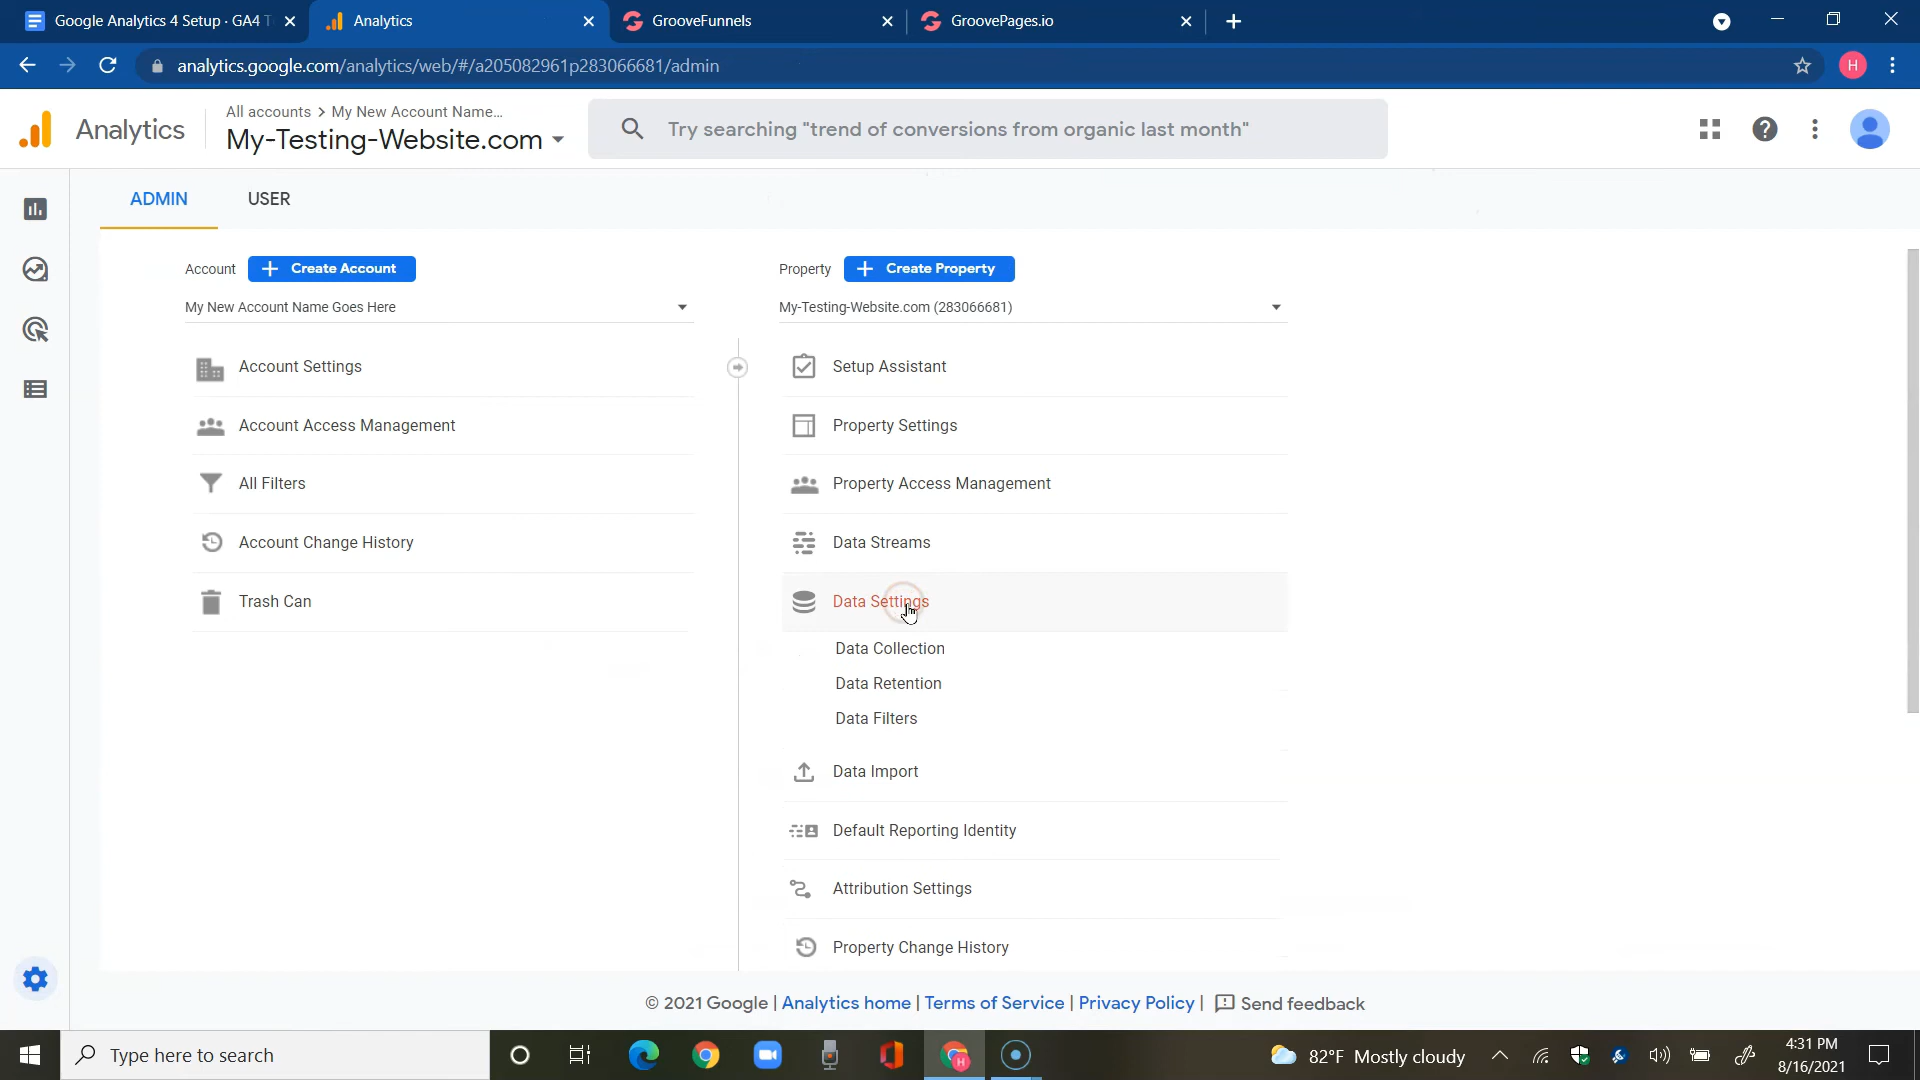 Google Analytics 4 Setup - GA4 T
Analytics
GrooveFunnels
GroovePages.io
analytics.google.com/analytics/web/#/a205082961p283066681/admin
H
Analytics
All accounts > My New Account Name...
My-Testing-Website.com
Try searching "trend of conversions from organic last month"
ADMIN
USER
Account
Create Account
My New Account Name Goes Here
Account Settings
Account Access Management
All Filters
Account Change History
Trash Can
Property
Create Property
My-Testing-Website.com (283066681)
Setup Assistant
Property Settings
Property Access Management
Data Streams
Data Settings
Data Collection
Data Retention
Data Filters
Data Import
Default Reporting Identity
Attribution Settings
Property Change History
© 2021 Google | Analytics home | Terms of Service | Privacy Policy | Send feedback
Type here to search
82°F Mostly cloudy
4:31 PM
8/16/2021